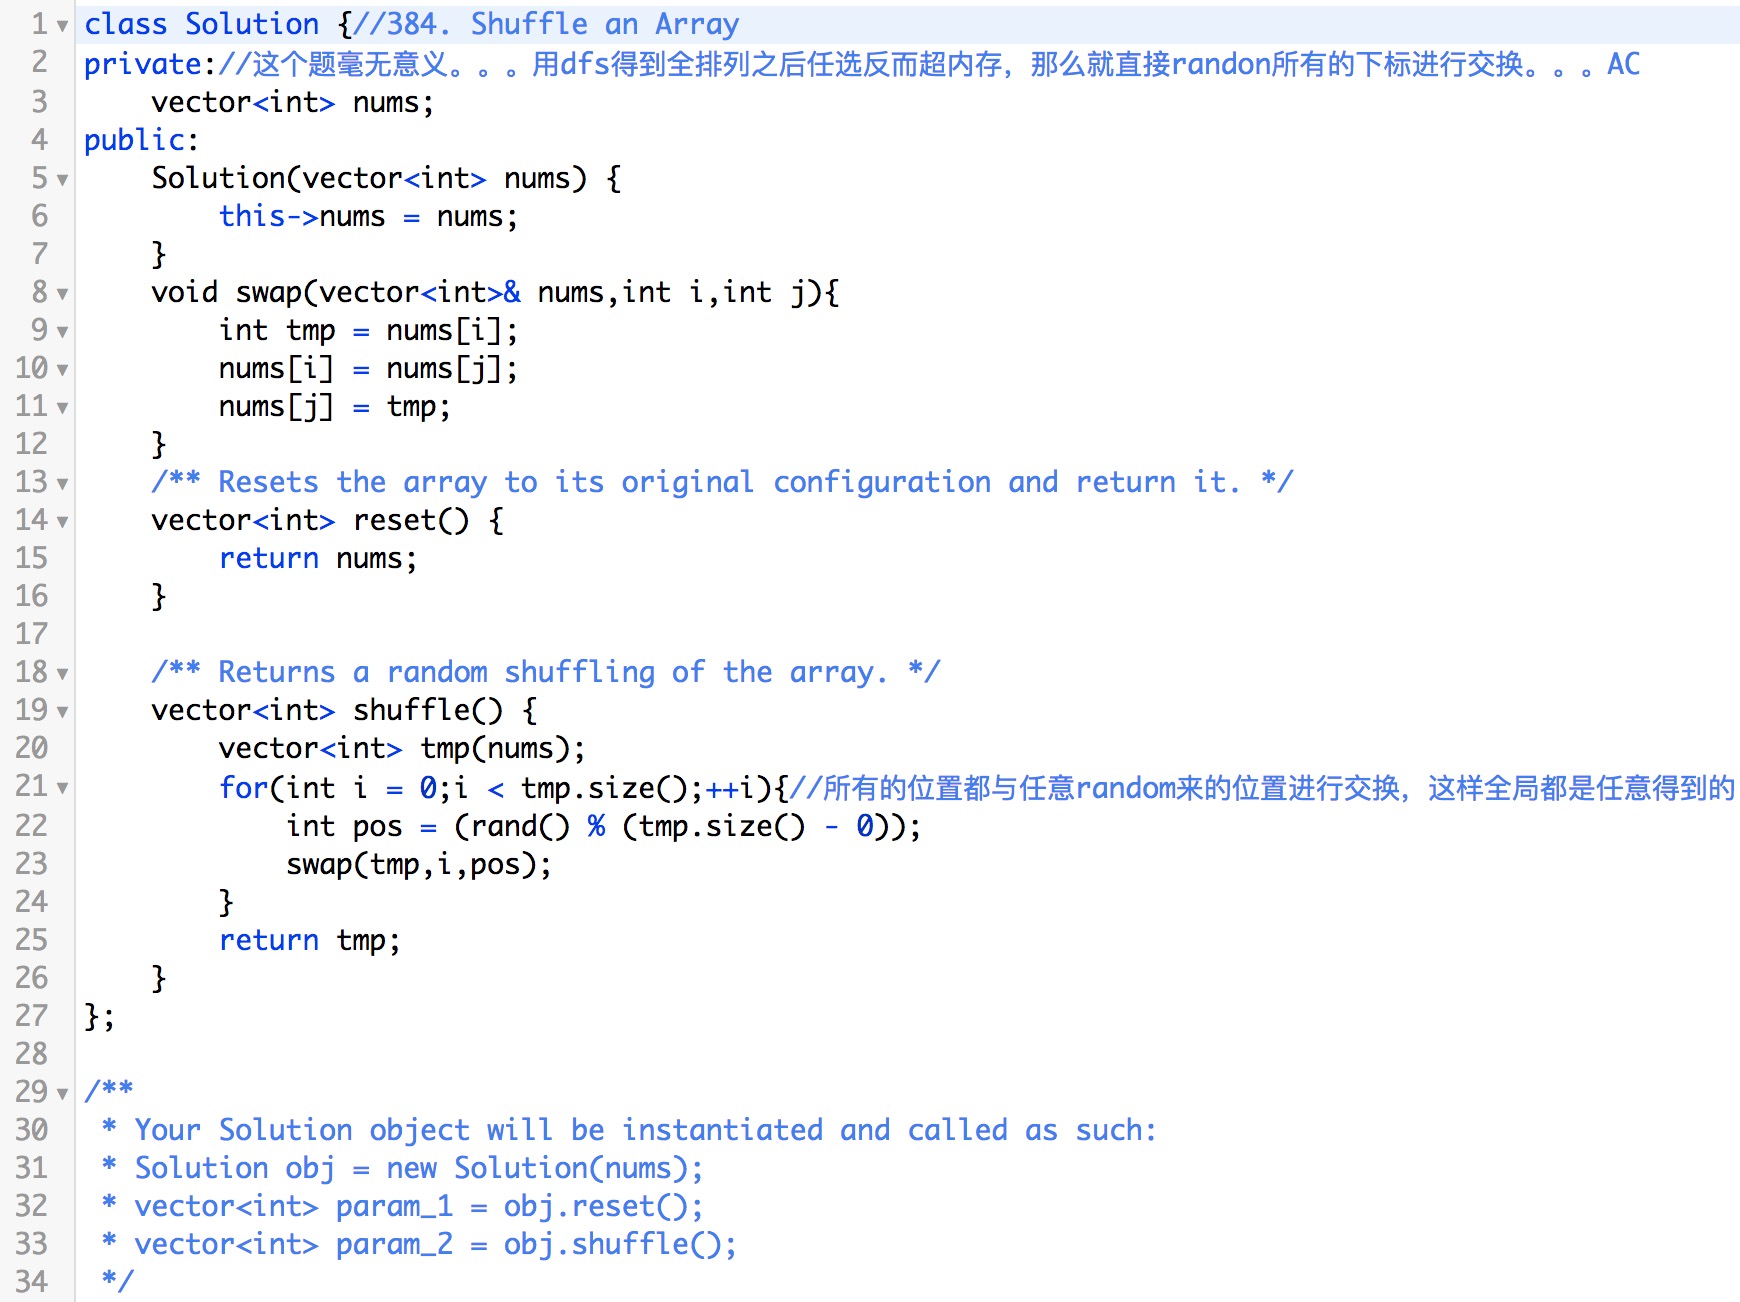 1 class Solution {//384. Shuffle an Array
2 private://这个题毫无意义。。。用dfs得到全排列之后任选反而超内存，那么就直接randon所有的下标进行交换。。。AC
3     vector<int> nums;
4 public:
5     Solution(vector<int> nums) {
6         this->nums = nums;
7     }
8     void swap(vector<int>& nums,int i,int j){
9         int tmp = nums[i];
10         nums[i] = nums[j];
11         nums[j] = tmp;
12     }
13     /** Resets the array to its original configuration and return it. */
14     vector<int> reset() {
15         return nums;
16     }
17
18     /** Returns a random shuffling of the array. */
19     vector<int> shuffle() {
20         vector<int> tmp(nums);
21         for(int i = 0;i < tmp.size();++i){//所有的位置都与任意random来的位置进行交换，这样全局都是任意得到的
22             int pos = (rand() % (tmp.size() - 0));
23             swap(tmp,i,pos);
24         }
25         return tmp;
26     }
27 };
28
29 /**
30  * Your Solution object will be instantiated and called as such:
31  * Solution obj = new Solution(nums);
32  * vector<int> param_1 = obj.reset();
33  * vector<int> param_2 = obj.shuffle();
34  */